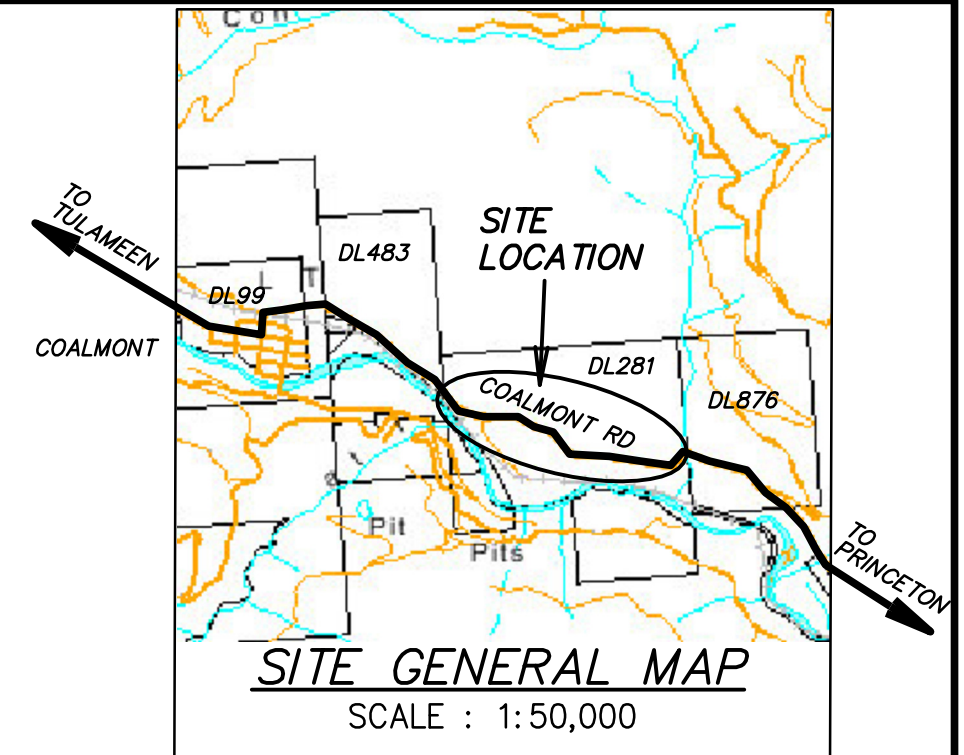 Con
TO
TULAMEEN
SITE
LOCATION
DL483
DL99
L T
COALMONT
DL281
COALMONT RD
DL876
Pit
Pits
TO
PRINCETON
SITE GENERAL MAP
SCALE : 1:50,000